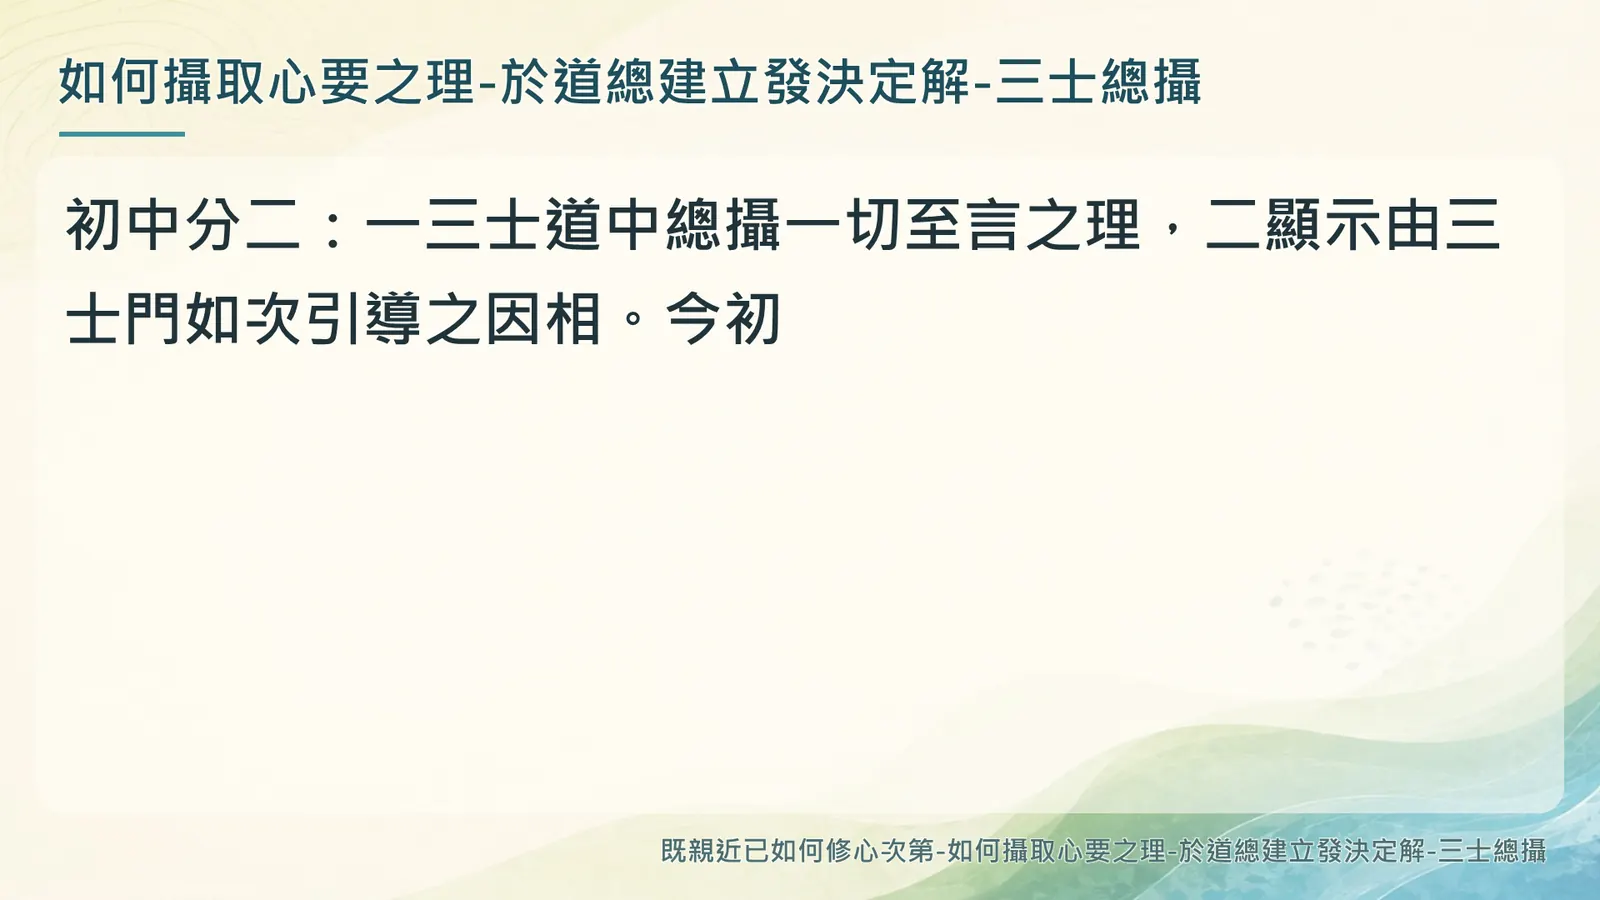 如何攝取心要之理-於道總建立發決定解-三士總攝
初中分二：一三士道中總攝一切至言之理，二顯示由三
士門如次引導之因相。今初
既親近已如何修心次第-如何攝取心要之理-於道總建立發決定解-三士總攝